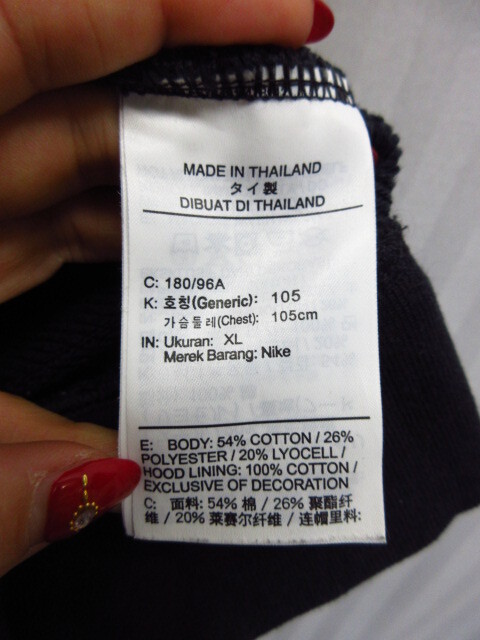 MADE IN THAILAND
タイ製
DIBUAT DI THAILAND
C: 180/96A
K: 호칭(Generic): 105
가슴둘레(Chest): 105cm
IN: Ukuran: XL
Merek Barang: Nike
E: BODY: 54% COTTON / 26%
POLYESTER / 20% LYOCELL /
HOOD LINING: 100% COTTON /
EXCLUSIVE OF DECORATION
C: 面料: 54% 棉 / 26% 聚酯纤
维 / 20% 莱赛尔纤维 / 连帽里料: